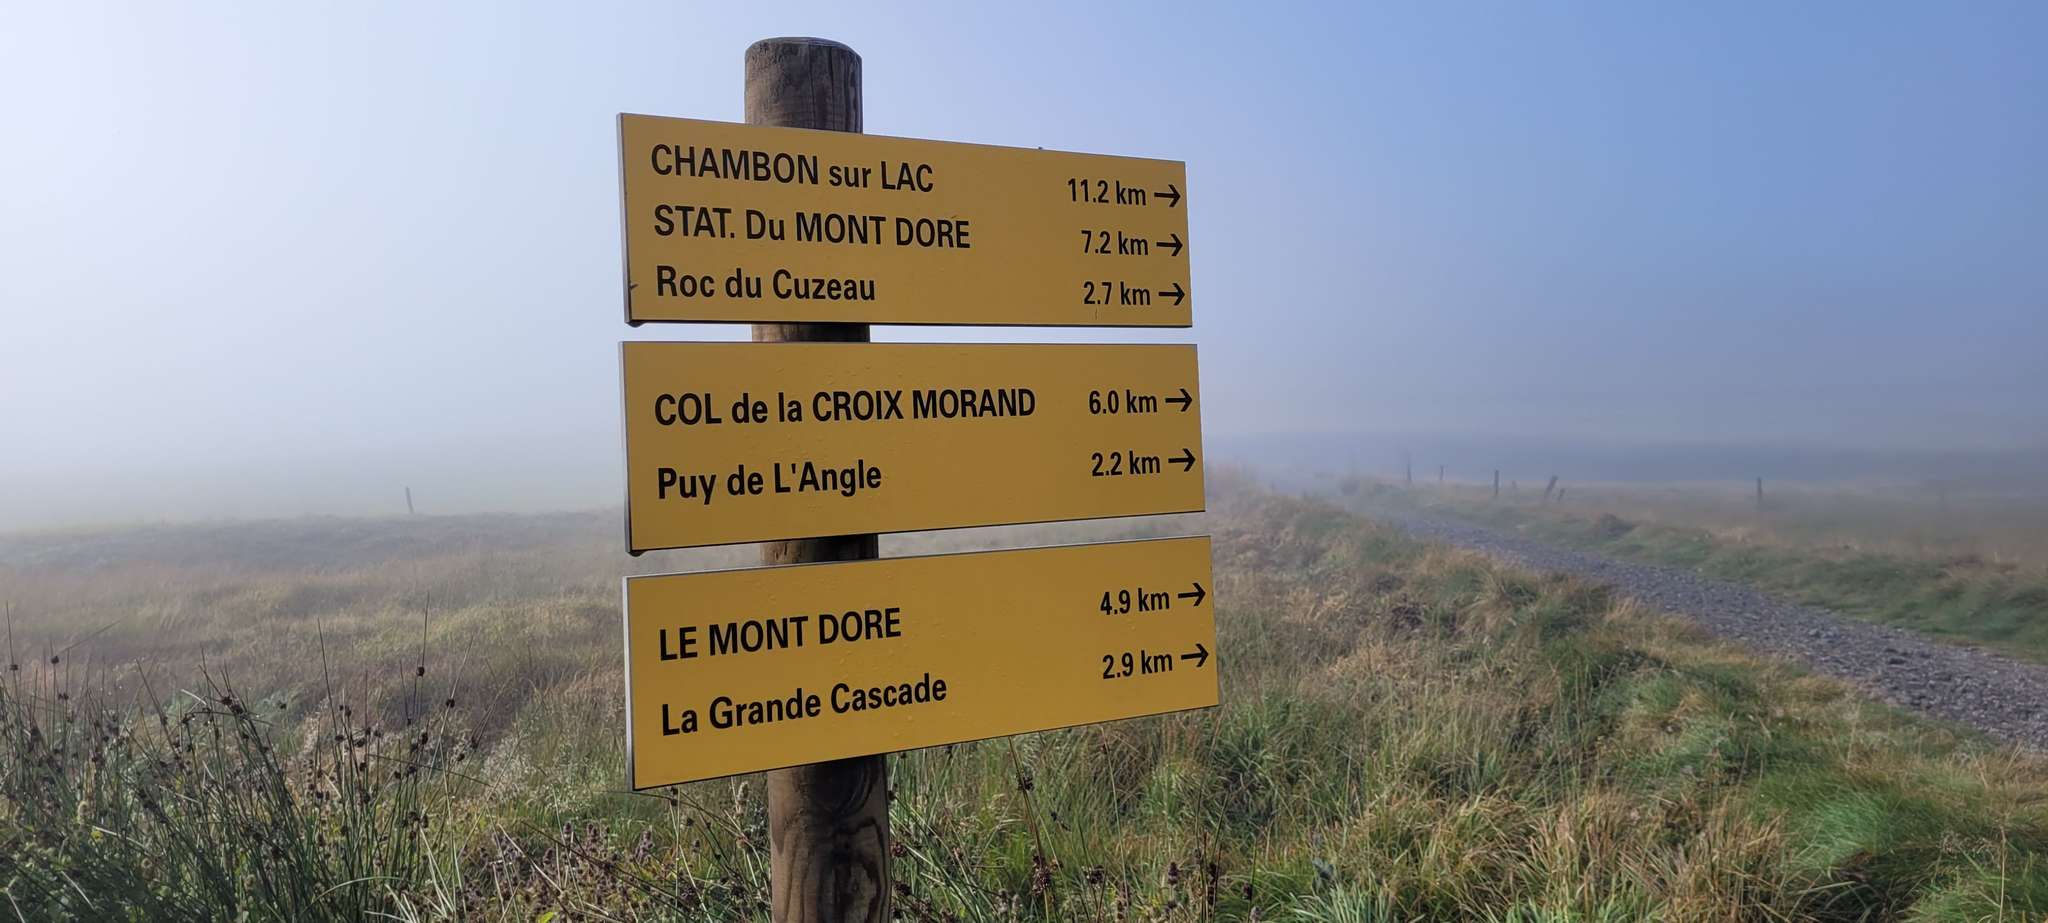 CHAMBON sur LAC 11.2 km →
STAT. Du MONT DORE 7.2 km →
Roc du Cuzeau 2.7 km →
COL de la CROIX MORAND 6.0 km →
Puy de L'Angle 2.2 km →
LE MONT DORE 4.9 km →
La Grande Cascade 2.9 km →